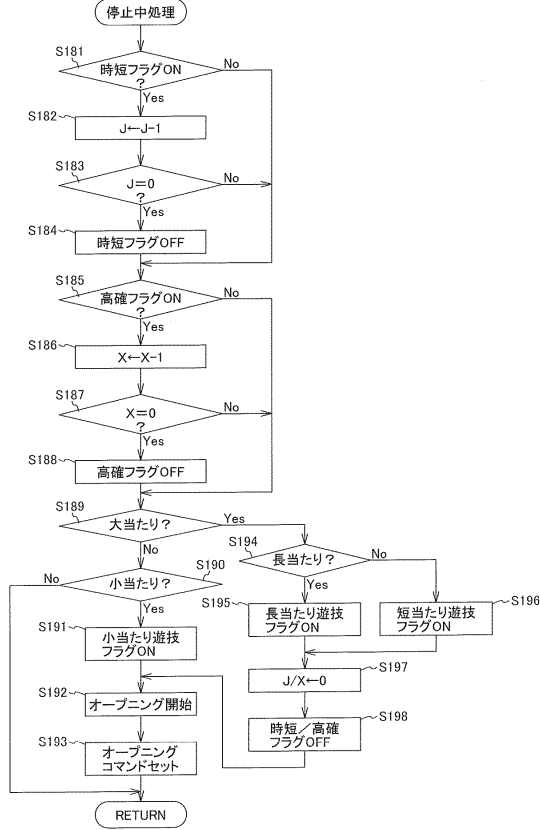 停止中処理
S181
時短フラグON
?
No
Yes
S182
J←J-1
S183
J=0
?
No
Yes
S184
時短フラグOFF
S185
高確フラグON
?
No
Yes
S186
X←X-1
S187
X=0
?
No
Yes
S188
高確フラグOFF
S189
大当たり?
Yes
No
S194
長当たり?
No
Yes
S190
小当たり?
No
Yes
S195
長当たり遊技
フラグON
S196
短当たり遊技
フラグON
S191
小当たり遊技
フラグON
S197
J/X←0
S192
オープニング開始
S198
時短/高確
フラグOFF
S193
オープニング
コマンドセット
RETURN